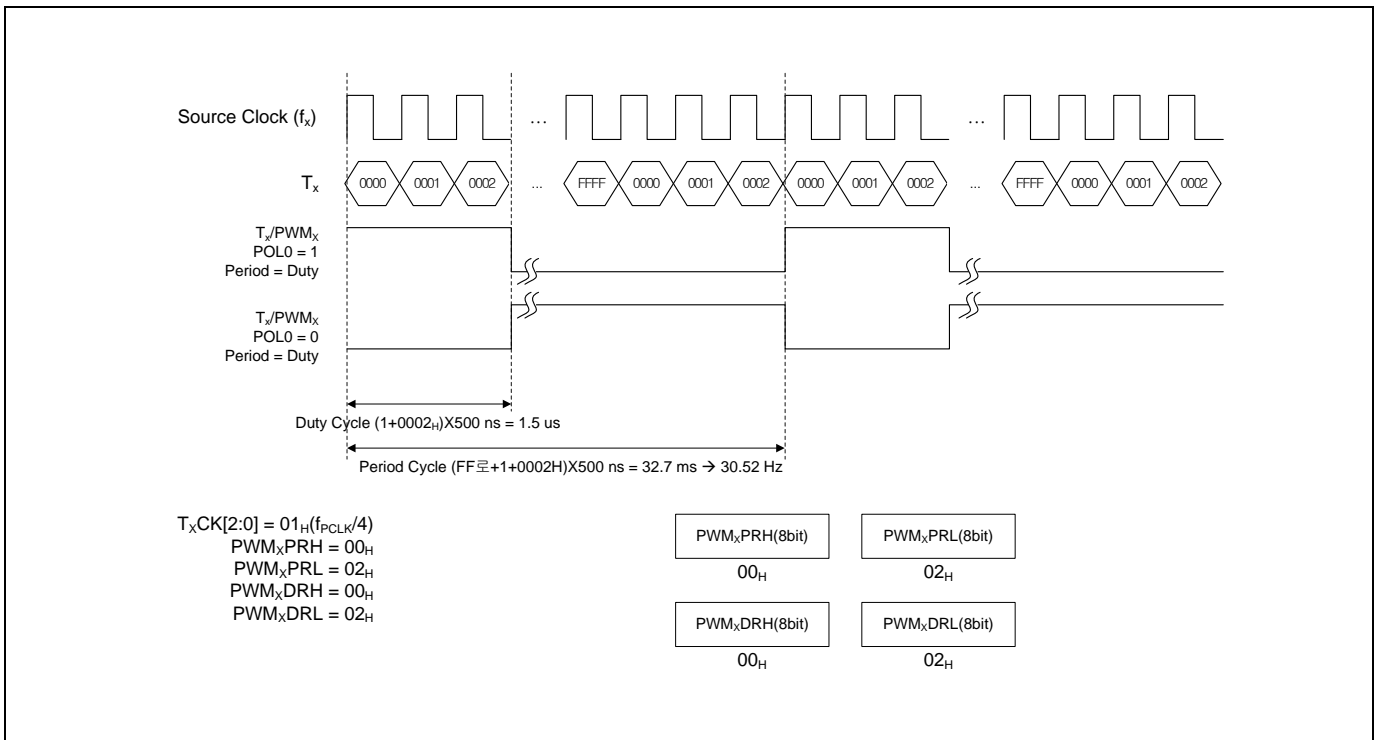 Source Clock (fx) ... ...
Tx 0000 0001 0002 ... FFFF 0000 0001 0002 0000 0001 0002 ... FFFF 0000 0001 0002
Tx/PWMX
POL0 = 1
Period = Duty
Tx/PWMX
POL0 = 0
Period = Duty
Duty Cycle (1+0002H)X500 ns = 1.5 us
Period Cycle (FF로+1+0002H)X500 ns = 32.7 ms → 30.52 Hz
TXCK[2:0] = 01H(fPCLK/4)
PWMXPRH = 00H
PWMXPRL = 02H
PWMXDRH = 00H
PWMXDRL = 02H
PWMXPRH(8bit) PWMXPRL(8bit)
00H 02H
PWMXDRH(8bit) PWMXDRL(8bit)
00H 02H